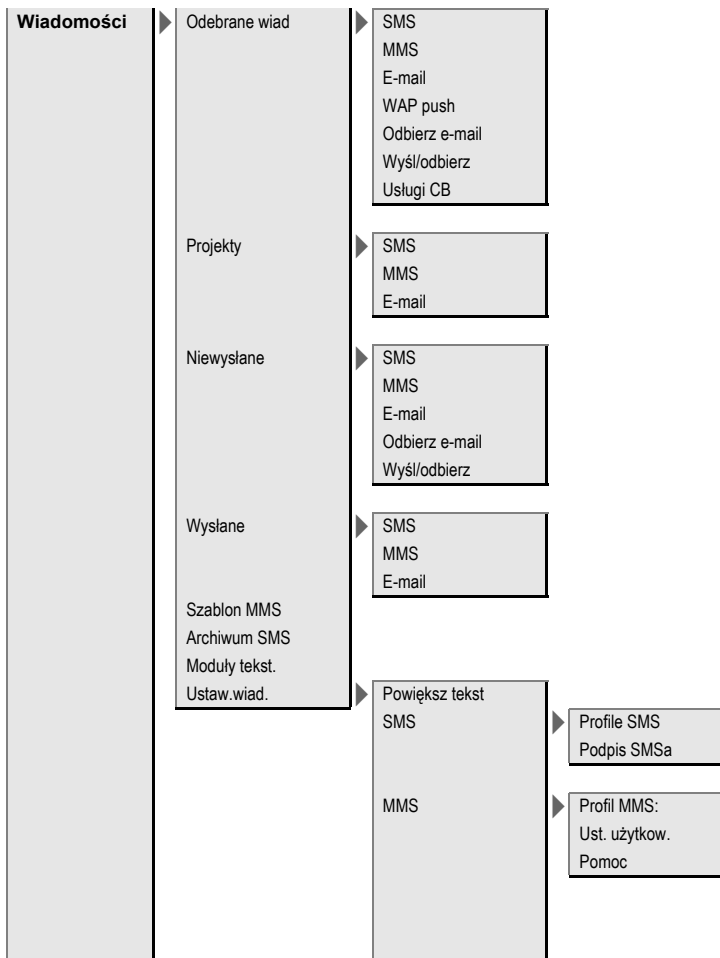 Wiadomości
Odebrane wiad
SMS
MMS
E-mail
WAP push
Odbierz e-mail
Wyśl/odbierz
Usługi CB
Projekty
SMS
MMS
E-mail
Niewysłane
SMS
MMS
E-mail
Odbierz e-mail
Wyśl/odbierz
Wysłane
SMS
MMS
E-mail
Szablon MMS
Archiwum SMS
Moduły tekst.
Ustaw.wiad.
Powiększ tekst
SMS
Profile SMS
Podpis SMSa
MMS
Profil MMS:
Ust. użytkow.
Pomoc